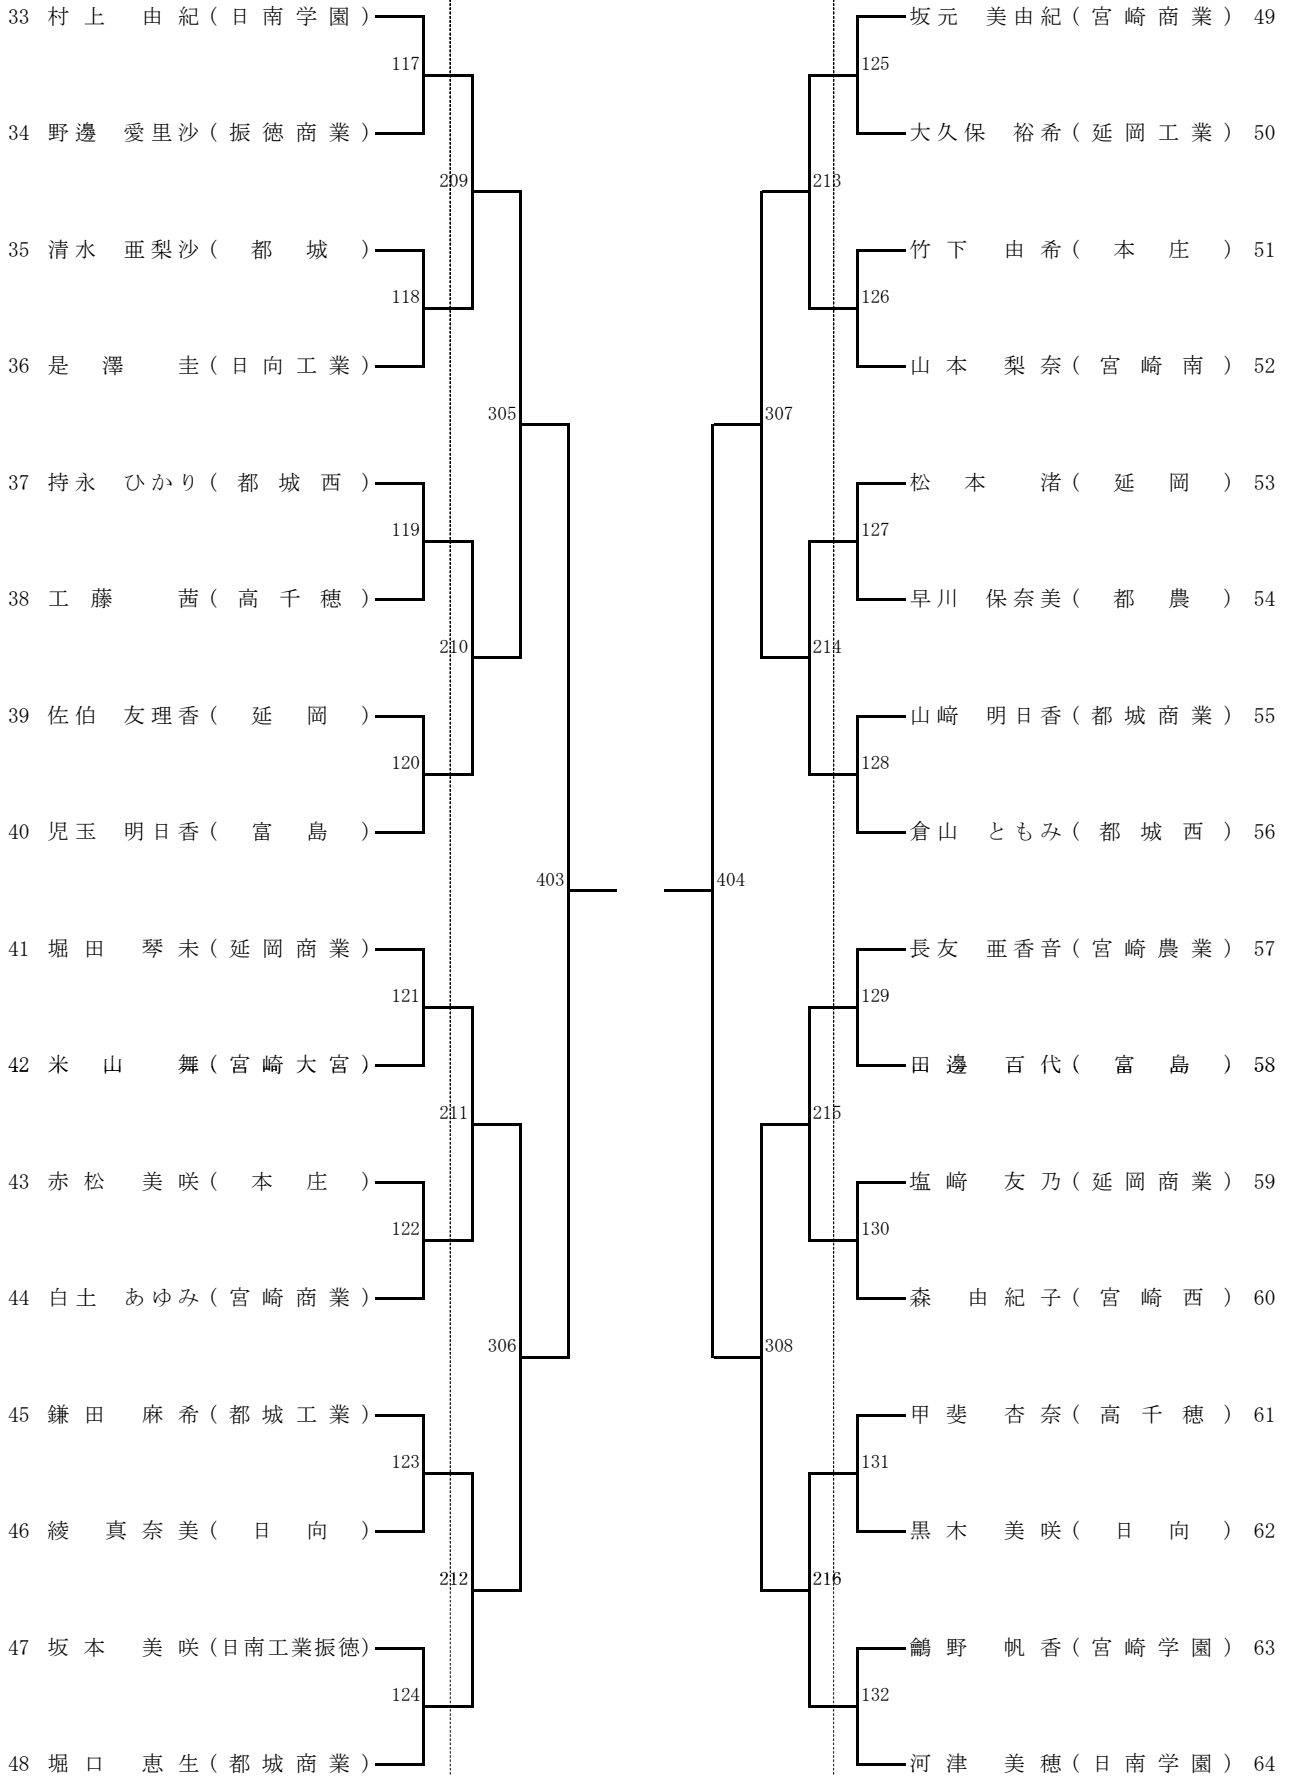 33 村上 由紀(日南学園)
坂元 美由紀(宮崎商業) 49
117
125
34 野邊 愛里沙(振徳商業)
大久保 裕希(延岡工業) 50
209
213
35 清水 亜梨沙(都城)
竹下 由希(本庄) 51
118
126
36 是澤 圭(日向工業)
山本 梨奈(宮崎南) 52
305
307
37 持永 ひかり(都城西)
松本 渚(延岡) 53
119
127
38 工藤 茜(高千穂)
早川 保奈美(都農) 54
210
214
39 佐伯 友理香(延岡)
山﨑 明日香(都城商業) 55
120
128
40 児玉 明日香(富島)
倉山 ともみ(都城西) 56
403
404
41 堀田 琴未(延岡商業)
長友 亜香音(宮崎農業) 57
121
129
42 米山 舞(宮崎大宮)
田邊 百代(富島) 58
211
215
43 赤松 美咲(本庄)
塩﨑 友乃(延岡商業) 59
122
130
44 白土 あゆみ(宮崎商業)
森 由紀子(宮崎西) 60
306
308
45 鎌田 麻希(都城工業)
甲斐 杏奈(高千穂) 61
123
131
46 綾 真奈美(日向)
黒木 美咲(日向) 62
212
216
47 坂本 美咲(日南工業振徳)
鸙野 帆香(宮崎学園) 63
124
132
48 堀口 恵生(都城商業)
河津 美穂(日南学園) 64